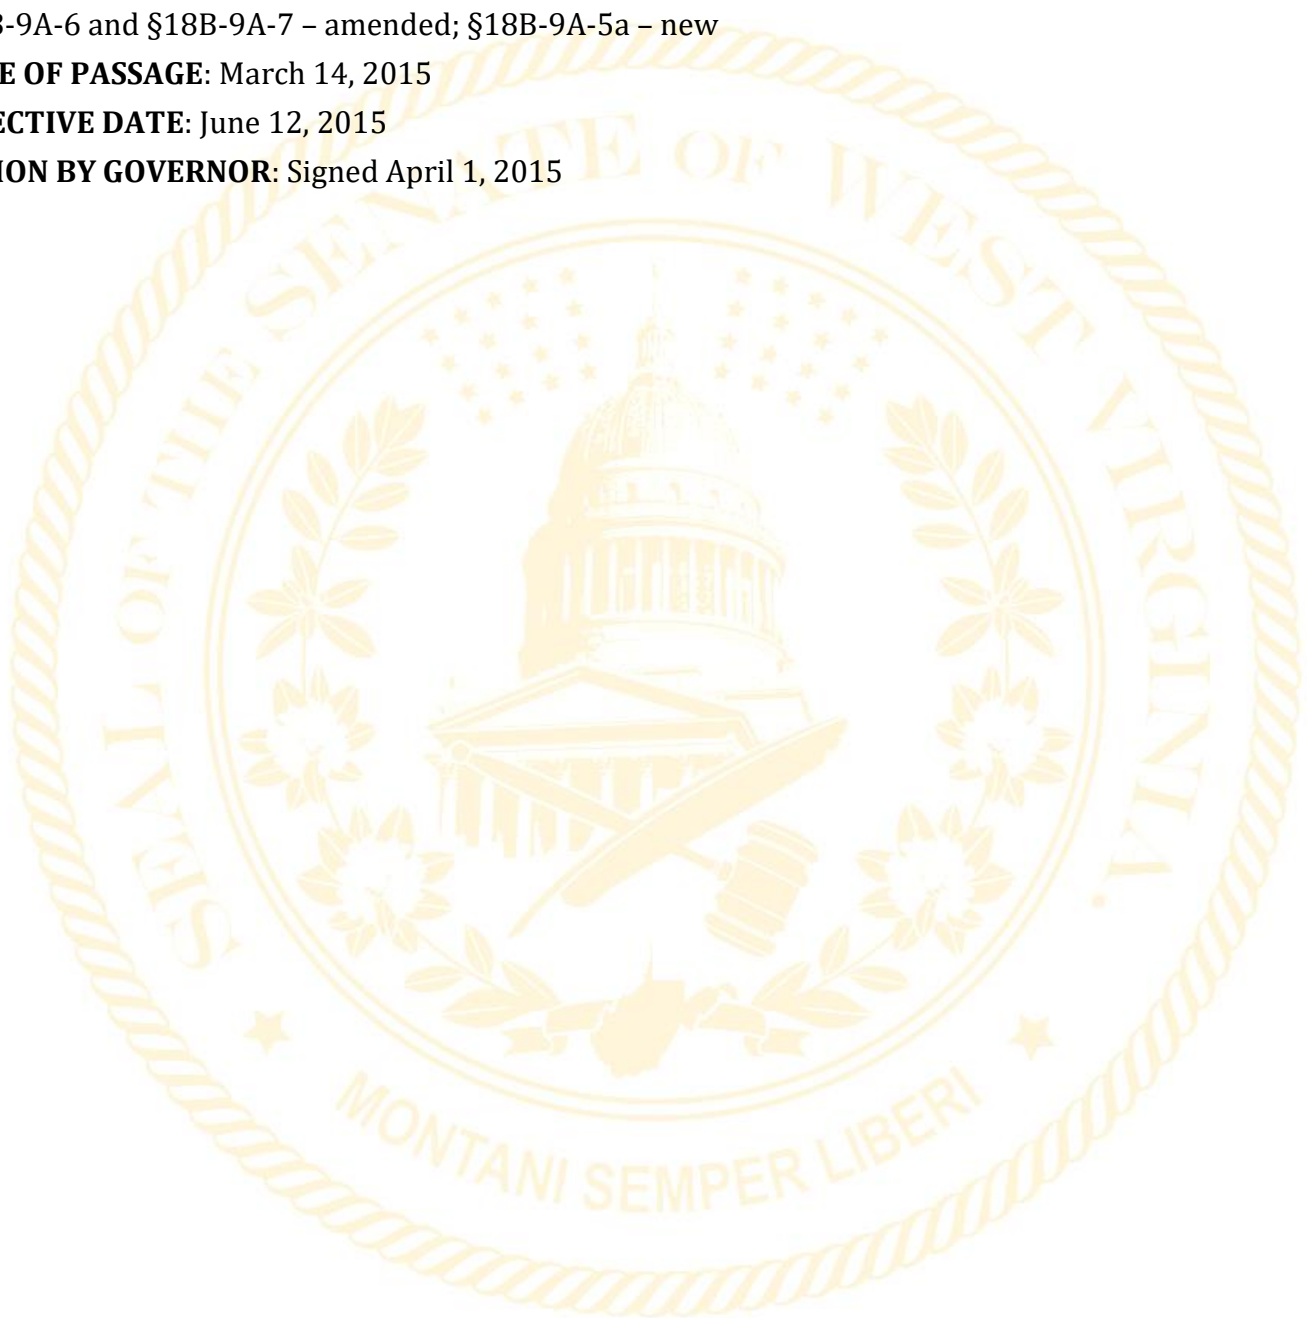 -9A-6 and §18B-9A-7 – amended; §18B-9A-5a – new
E OF PASSAGE: March 14, 2015
ECTIVE DATE: June 12, 2015
ION BY GOVERNOR: Signed April 1, 2015
SEAL OF THE SENATE OF WEST VIRGINIA.
MONTANI SEMPER LIBERI